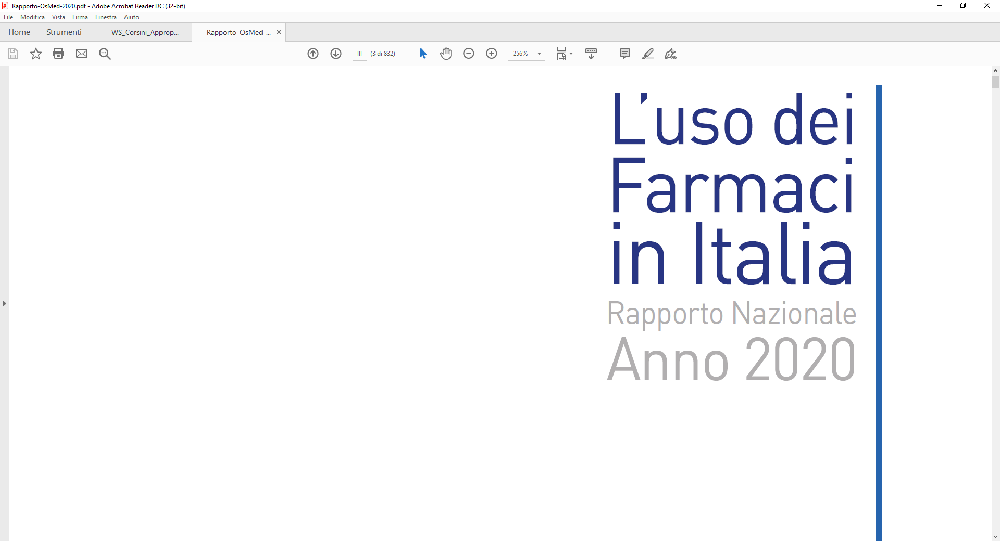 Rapporto-OsMed-2020.pdf - Adobe Acrobat Reader DC (32-bit)
File Modifica Vista Firma Finestra Aiuto
Home Strumenti WS_Corsini_Approp... Rapporto-OsMed-...
III (3 di 832) 256%
L'uso dei
Farmaci
in Italia
Rapporto Nazionale
Anno 2020